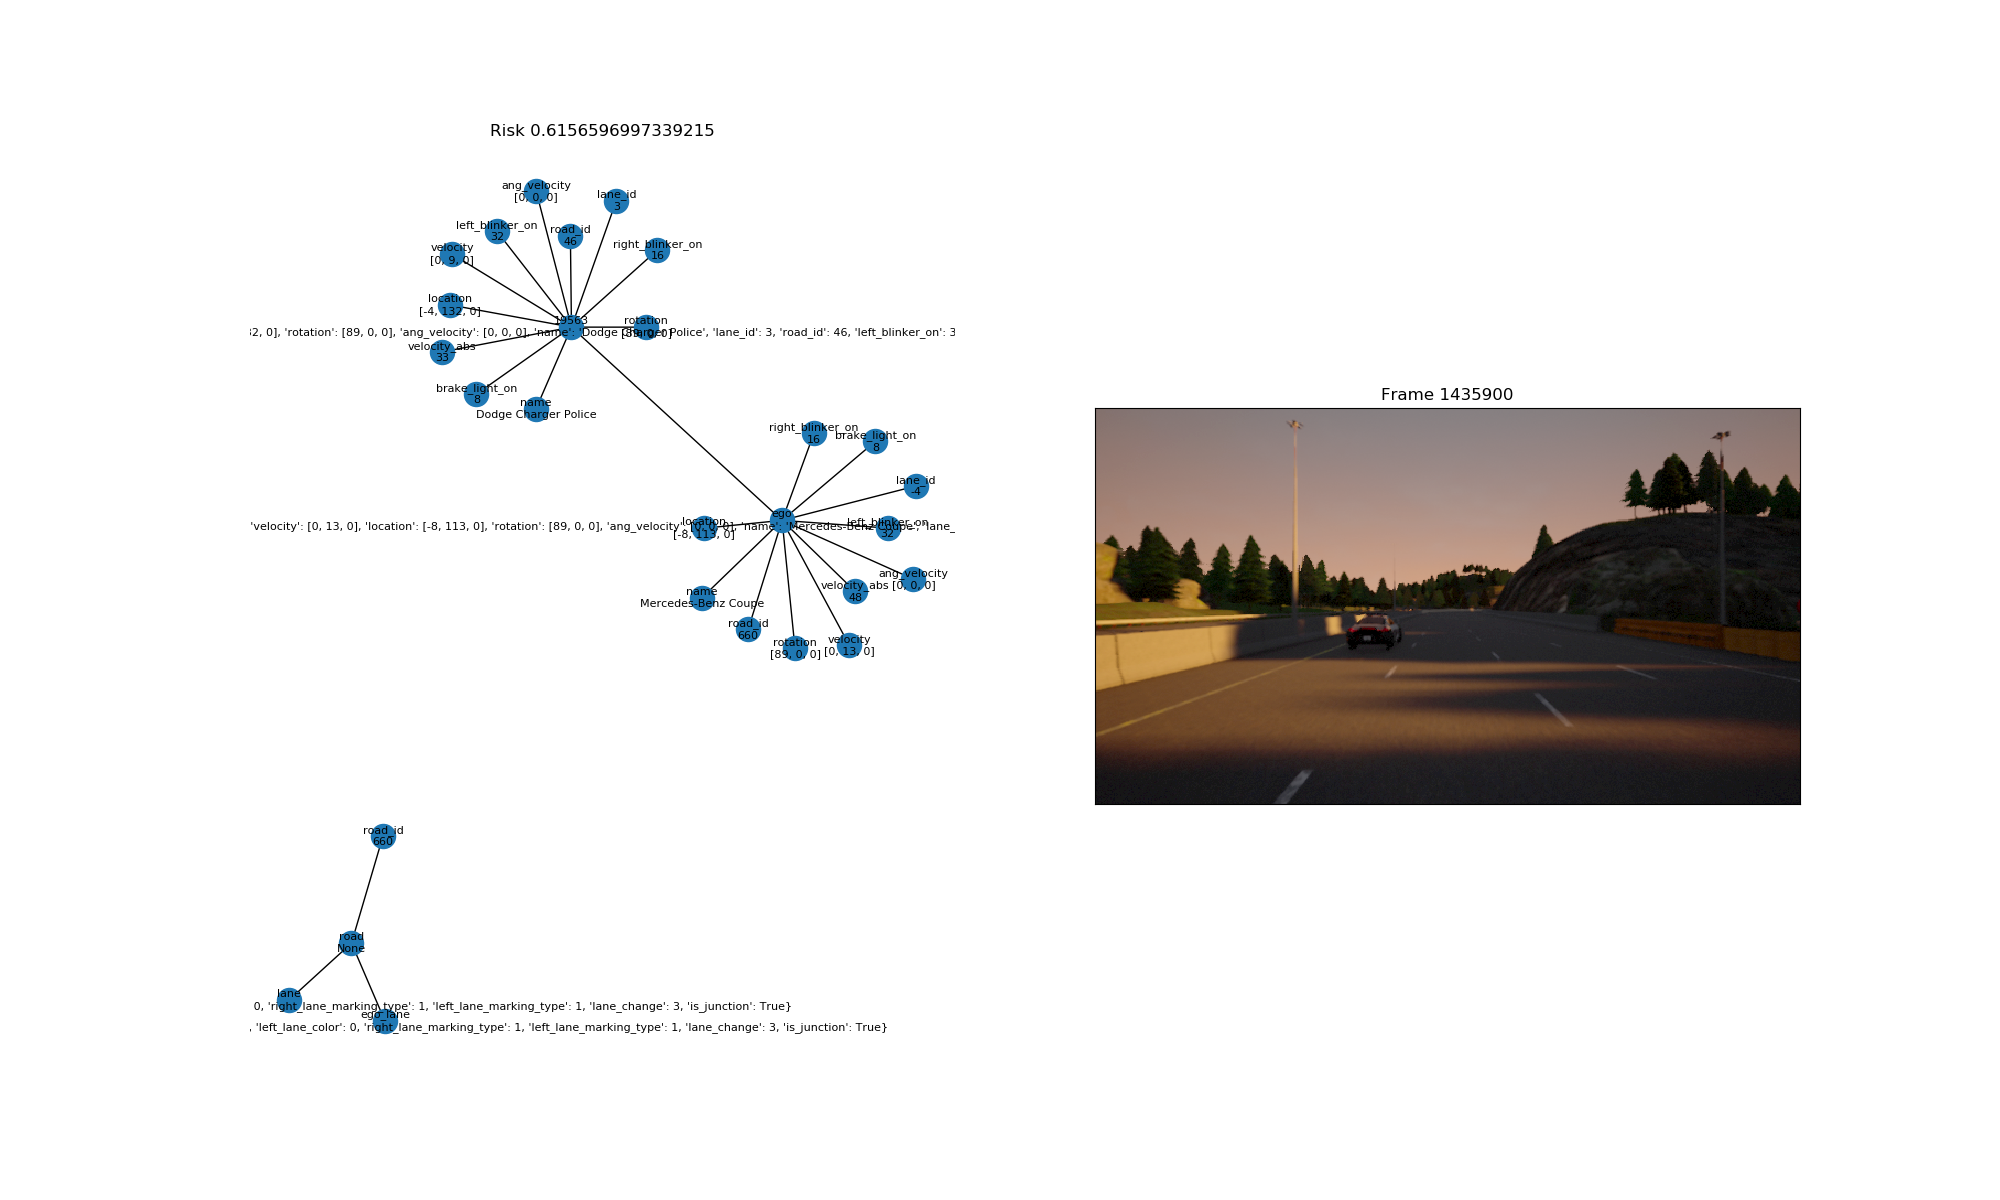 Risk 0.6156596997339215
ang_velocity
[0, 0, 0]
lane_id
3
left_blinker_on
32
road_id
46
right_blinker_on
16
velocity
[0, 9, 0]
location
[-4, 132, 0]
19563
rotation
[89, 0, 0]
32, 0], 'rotation': [89, 0, 0], 'ang_velocity': [0, 0, 0], 'name': 'Dodge Charger Police', 'lane_id': 3, 'road_id': 46, 'left_blinker_on': 3
velocity_abs
33
brake_light_on
8
name
Dodge Charger Police
Frame 1435900
right_blinker_on
16
brake_light_on
8
lane_id
-4
ego
location
[-8, 113, 0]
left_blinker_on
32
'velocity': [0, 13, 0], 'location': [-8, 113, 0], 'rotation': [89, 0, 0], 'ang_velocity': [0, 0, 0], 'name': 'Mercedes-Benz Coupe', 'lane_
ang_velocity
[0, 0, 0]
velocity_abs
48
name
Mercedes-Benz Coupe
road_id
660
rotation
[89, 0, 0]
velocity
[0, 13, 0]
road_id
660
road
None
lane
0, 'right_lane_marking_type': 1, 'left_lane_marking_type': 1, 'lane_change': 3, 'is_junction': True}
ego_lane
, 'left_lane_color': 0, 'right_lane_marking_type': 1, 'left_lane_marking_type': 1, 'lane_change': 3, 'is_junction': True}